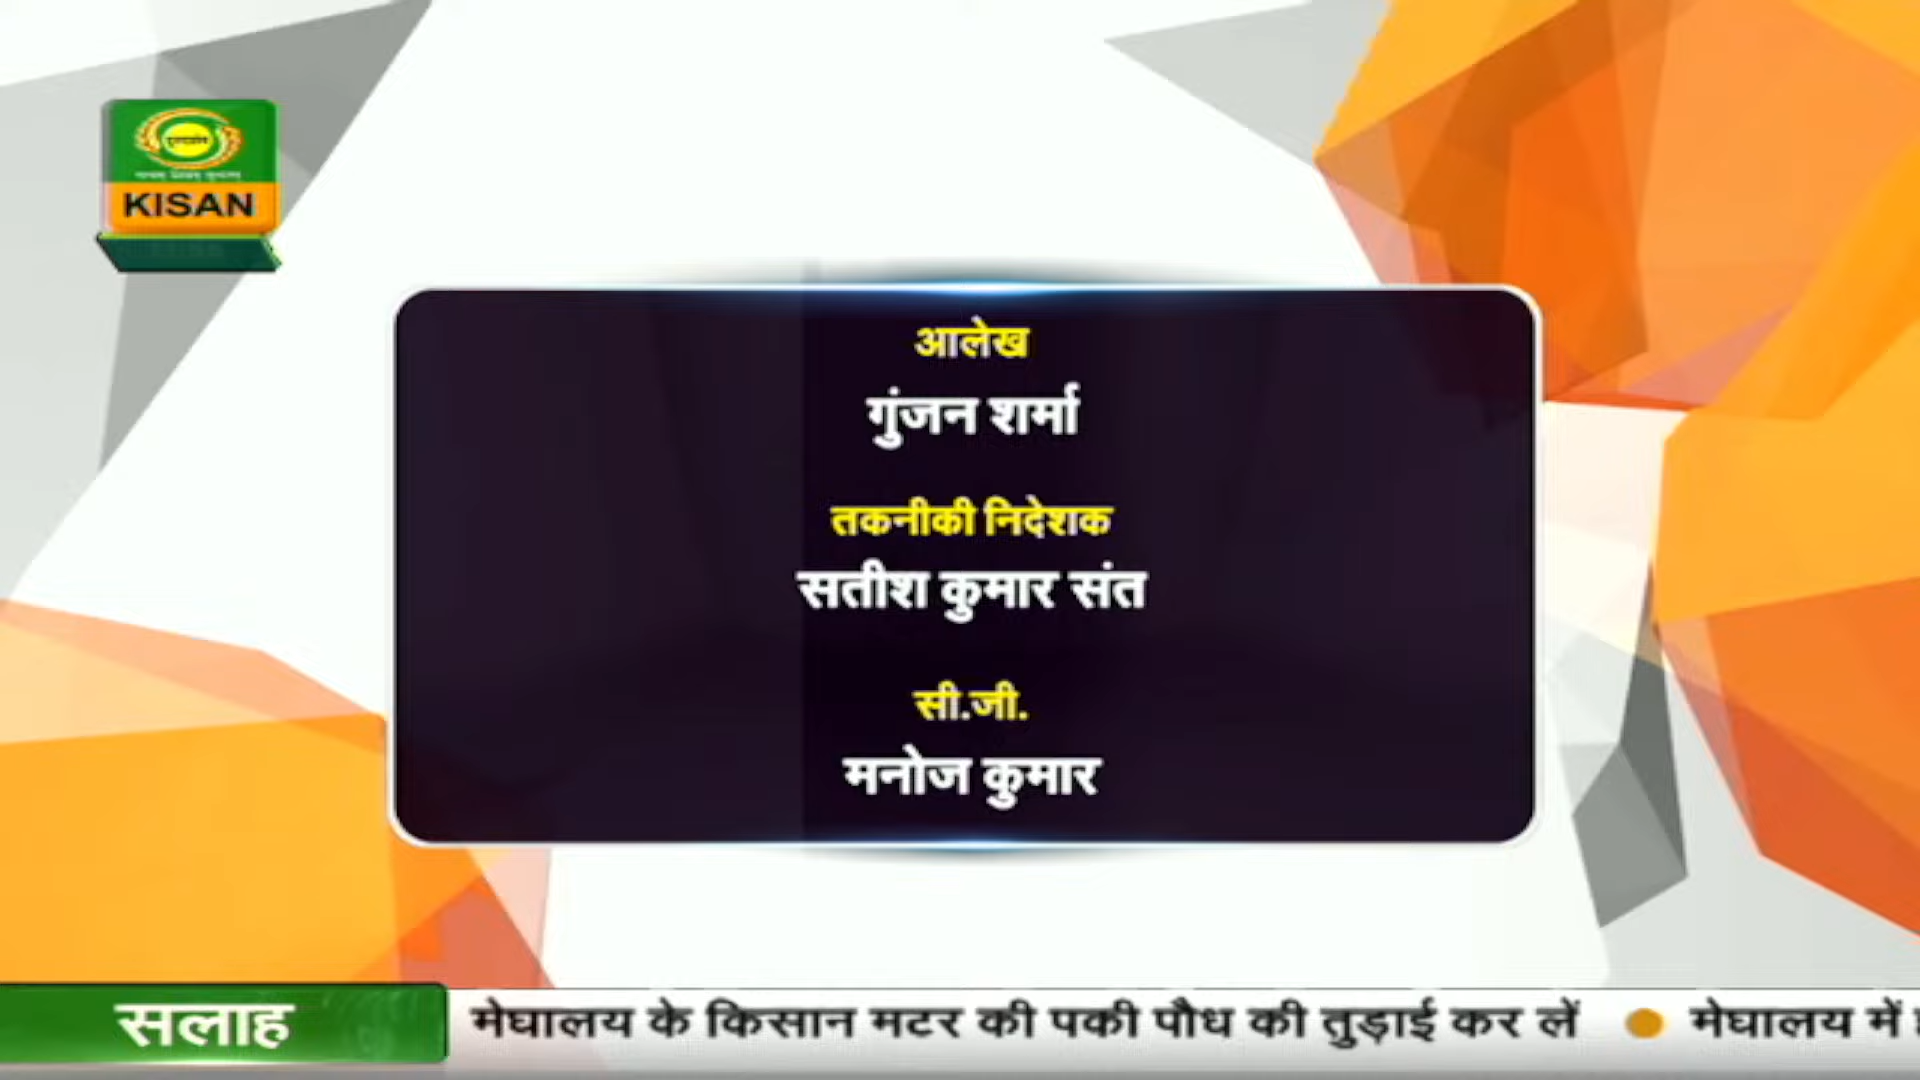 KISAN
आलेख
गुंजन शर्मा
तकनीकी निदेशक
सतीश कुमार संत
सी.जी.
मनोज कुमार
सलाह
मेघालय के किसान मटर की पकी पौध की तुड़ाई कर लें ● मेघालय में